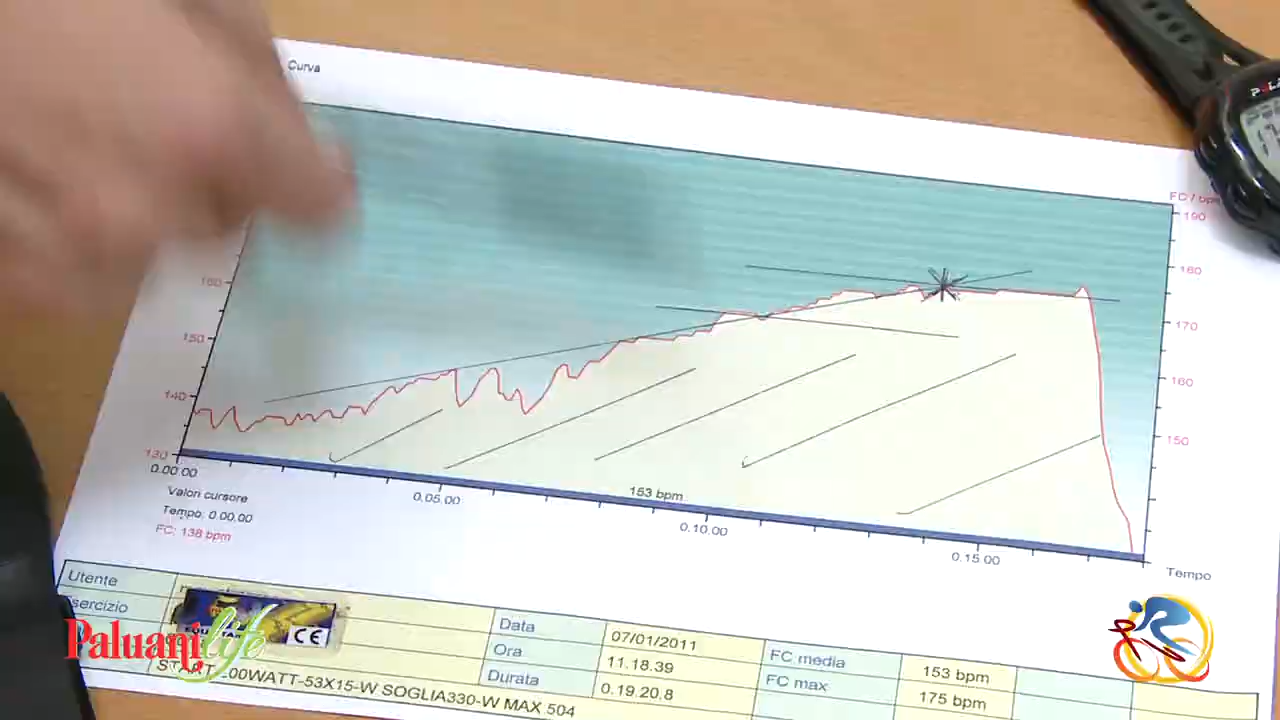 Curva
FC / bpm
190
180
160
170
150
160
140
150
130
0.00.00
0.05.00
153 bpm
0.10.00
0.15.00
Tempo
Valori cursore
Tempo: 0.00.00
FC: 138 bpm
Utente
Esercizio
Data
07/01/2011
Ora
11.18.39
Durata
0.19.20,8
FC media
153 bpm
FC max
175 bpm
CE
Paluani life
00WATT-53X15-W SOGLIA330-W MAX 504